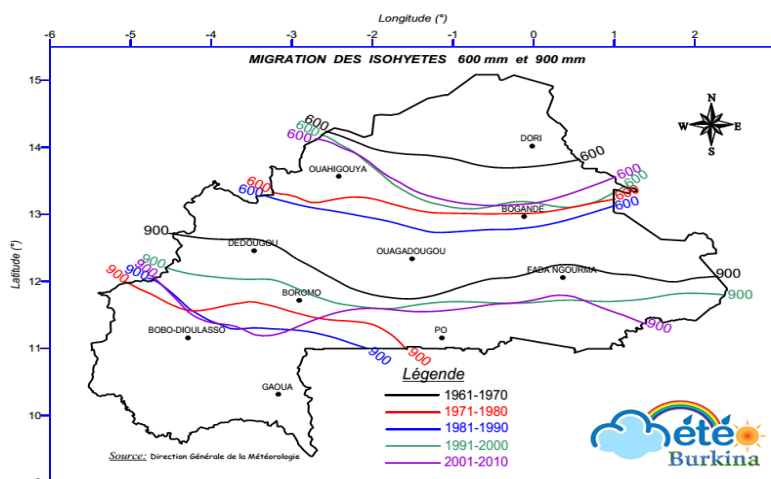 Longitude (°)
-6 -5 -4 -3 -2 -1 0 1 2
MIGRATION DES ISOHYETES 600 mm et 900 mm
15
14
13
12
11
10
Latitude (°)
N
W E
S
600
600
600
DORI
600
OUAHIGOUYA
600
600
600
600
600
600
BOGANDE
900
DEDOUGOU
OUAGADOUGOU
900
900
900
900
FADA NGOURMA
900
BOROMO
900
900
BOBO-DIOULASSO
PO
900
900
GAOUA
Légende
1961-1970
1971-1980
1981-1990
1991-2000
2001-2010
Source: Direction Générale de la Météorologie
Météo
Burkina